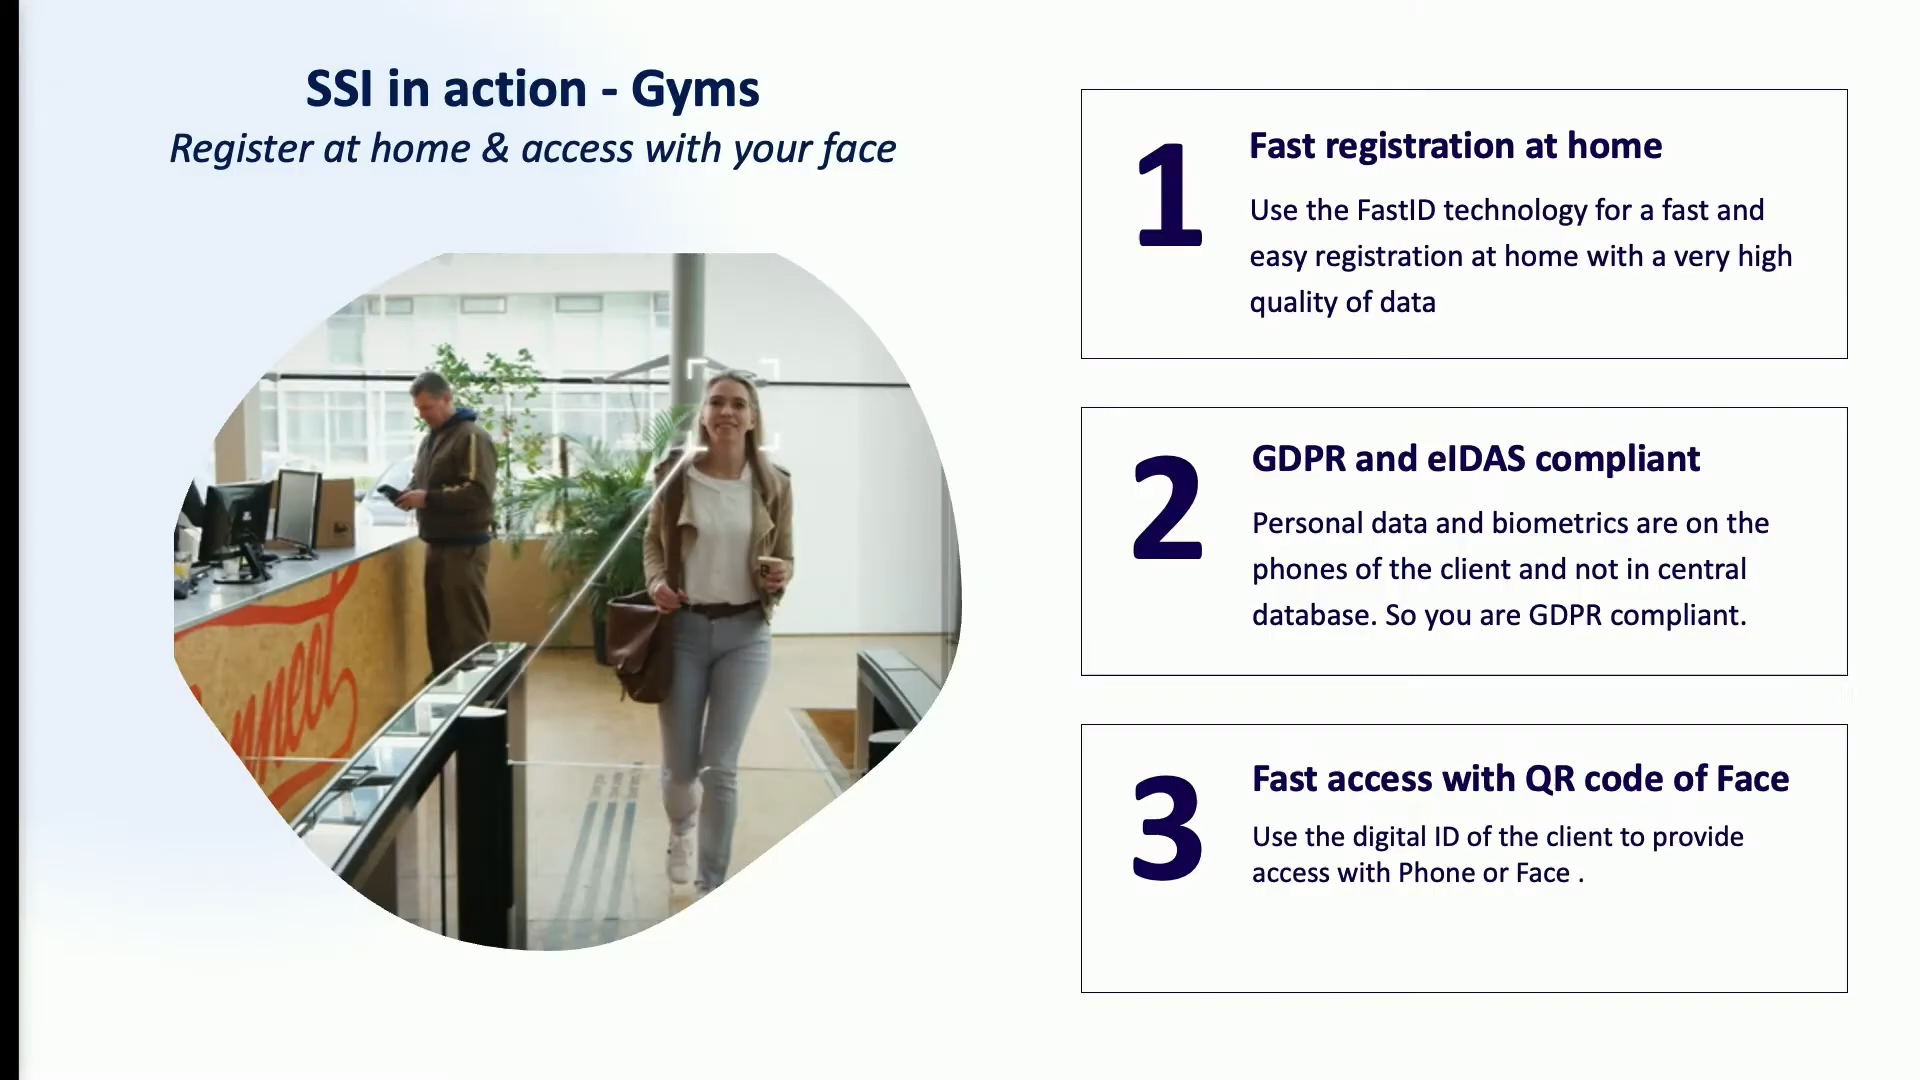 SSI in action - Gyms
Register at home & access with your face
1
Fast registration at home
Use the FastID technology for a fast and
easy registration at home with a very high
quality of data
2
GDPR and eIDAS compliant
Personal data and biometrics are on the
phones of the client and not in central
database. So you are GDPR compliant.
3
Fast access with QR code of Face
Use the digital ID of the client to provide
access with Phone or Face .